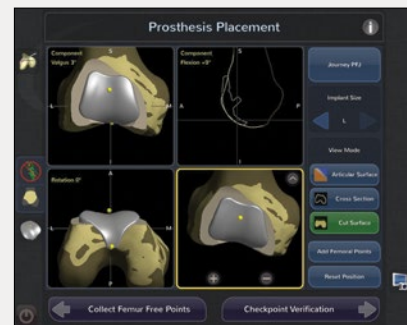 Prosthesis Placement
i
Component
Valgus 3°
S
L
M
I
Component
Flexion +9°
S
A
P
I
Journey PFJ
Implant Size
L
View Mode
Articular Surface
Cross Section
Cut Surface
Add Femoral Points
Reset Position
Rotation 0°
A
L
M
P
Collect Femur Free Points
Checkpoint Verification